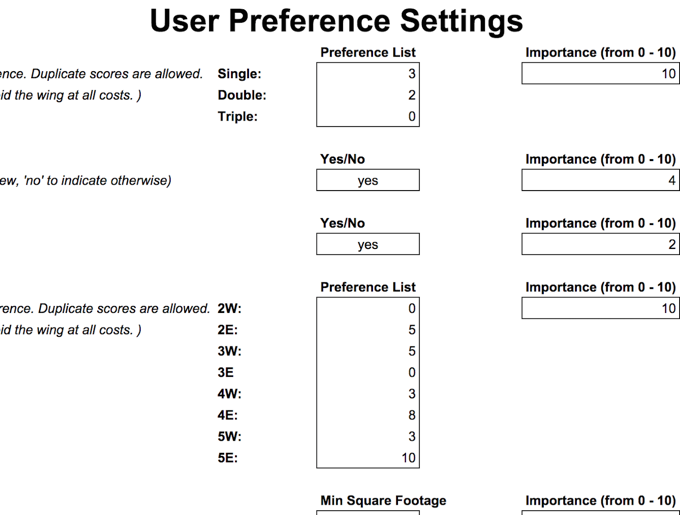 User Preference Settings
Preference List Importance (from 0 - 10)
ence. Duplicate scores are allowed. Single: 3 10
id the wing at all costs. ) Double: 2
Triple: 0
Yes/No Importance (from 0 - 10)
ew, 'no' to indicate otherwise) yes 4
Yes/No Importance (from 0 - 10)
yes 2
Preference List Importance (from 0 - 10)
rence. Duplicate scores are allowed. 2W: 0 10
id the wing at all costs. ) 2E: 5
3W: 5
3E 0
4W: 3
4E: 8
5W: 3
5E: 10
Min Square Footage Importance (from 0 - 10)